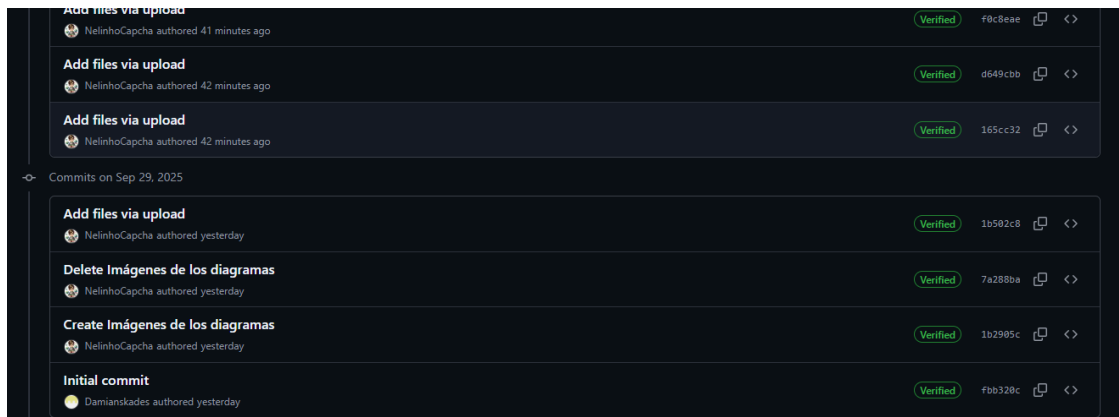 Add files via upload
NelinhoCapcha authored 41 minutes ago
Verified f0c8eae
Add files via upload
NelinhoCapcha authored 42 minutes ago
Verified d649cbb
Add files via upload
NelinhoCapcha authored 42 minutes ago
Verified 165cc32
Commits on Sep 29, 2025
Add files via upload
NelinhoCapcha authored yesterday
Verified 1b502c8
Delete Imágenes de los diagramas
NelinhoCapcha authored yesterday
Verified 7a288ba
Create Imágenes de los diagramas
NelinhoCapcha authored yesterday
Verified 1b2905c
Initial commit
Damianskades authored yesterday
Verified fbb320c